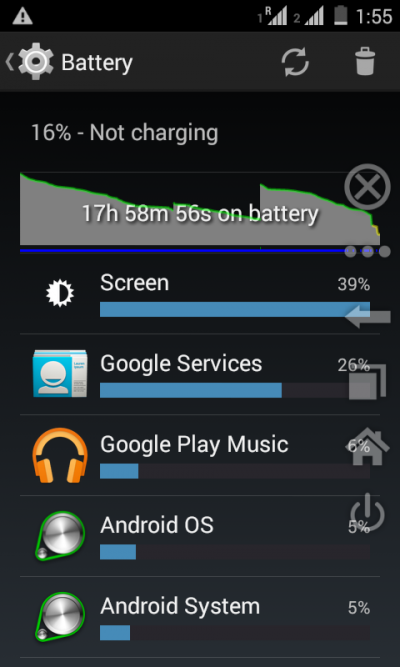 1 R 2 1:55
Battery
16% - Not charging
17h 58m 56s on battery
Screen 39%
Google Services 26%
Google Play Music 6%
Android OS 5%
Android System 5%